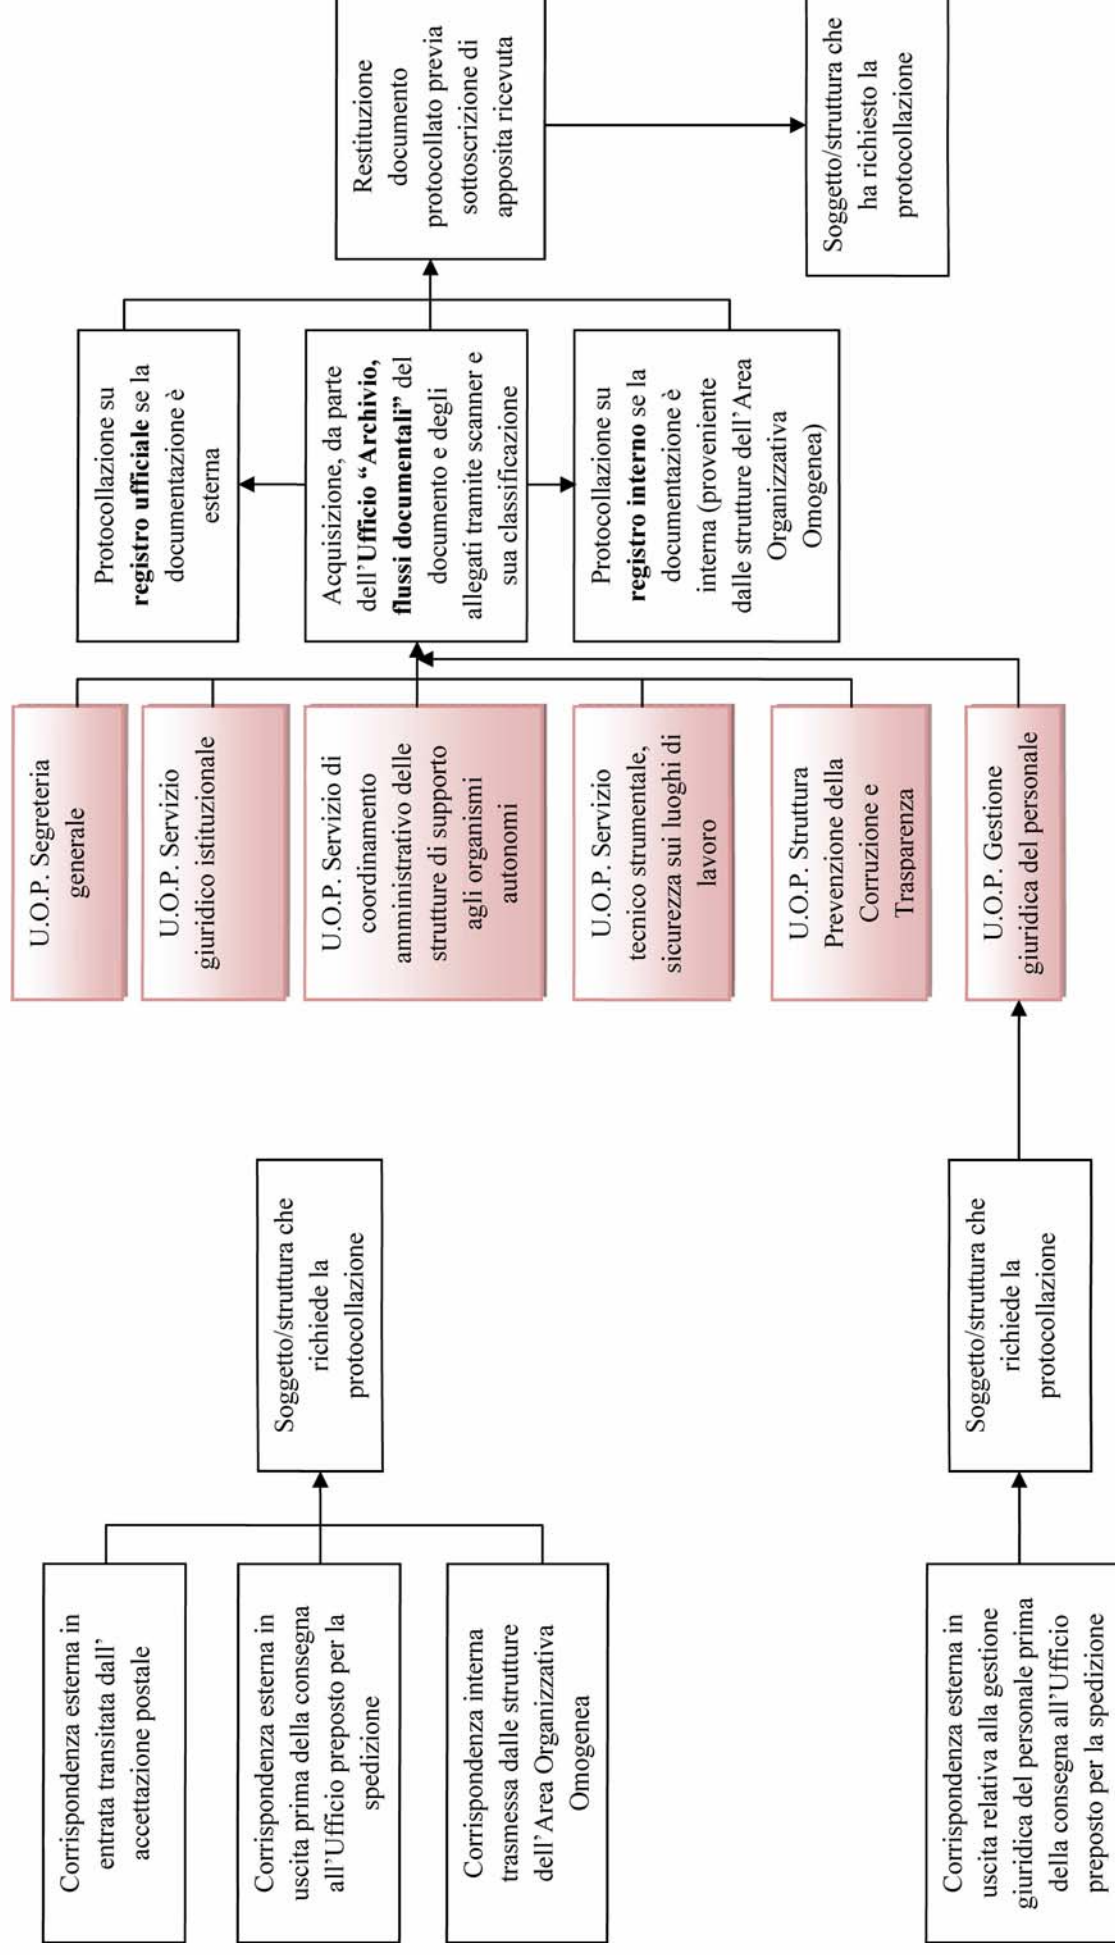 Corrispondenza esterna in
entrata transitata dall'
accettazione postale
Corrispondenza esterna in
uscita prima della consegna
all'Ufficio preposto per la
spedizione
Corrispondenza interna
trasmessa dalle strutture
dell'Area Organizzativa
Omogenea
Corrispondenza esterna in
uscita relativa alla gestione
giuridica del personale prima
della consegna all'Ufficio
preposto per la spedizione
Soggetto/struttura che
richiede la
protocollazione
Soggetto/struttura che
richiede la
protocollazione
U.O.P. Segreteria
generale
U.O.P. Servizio
giuridico istituzionale
U.O.P. Servizio di
coordinamento
amministrativo delle
strutture di supporto
agli organismi
autonomi
U.O.P. Servizio
tecnico strumentale,
sicurezza sui luoghi di
lavoro
U.O.P. Struttura
Prevenzione della
Corruzione e
Trasparenza
U.O.P. Gestione
giuridica del personale
Protocollazione su
registro ufficiale se la
documentazione è
esterna
Acquisizione, da parte
dell'Ufficio “Archivio,
flussi documentali” del
documento e degli
allegati tramite scanner e
sua classificazione
Protocollazione su
registro interno se la
documentazione è
interna (proveniente
dalle strutture dell'Area
Organizzativa
Omogenea)
Restituzione
documento
protocollato previa
sottoscrizione di
apposita ricevuta
Soggetto/struttura che
ha richiesto la
protocollazione